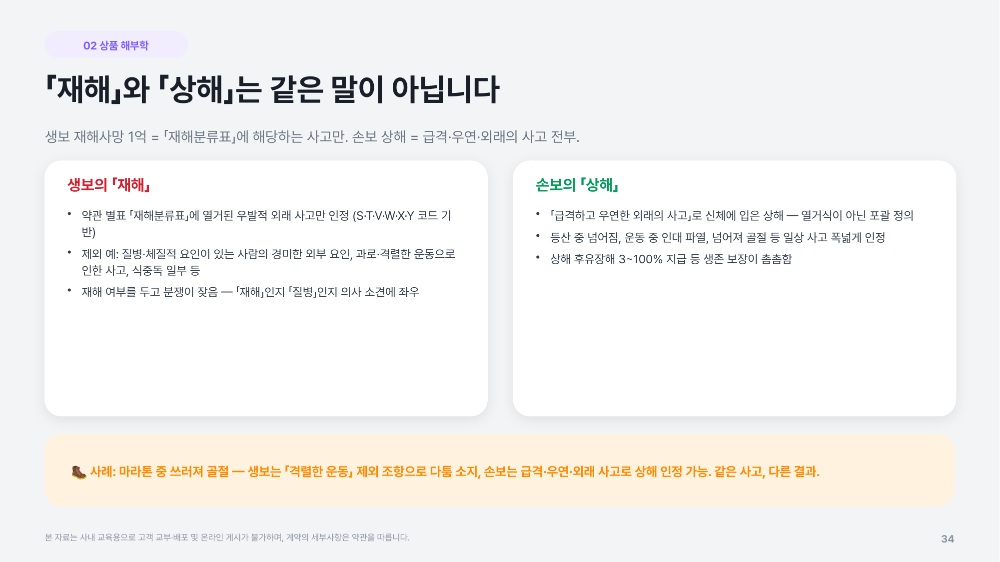 02 상품 해부학
「재해」와 「상해」는 같은 말이 아닙니다
생보 재해사망 1억 = 「재해분류표」에 해당하는 사고만. 손보 상해 = 급격·우연·외래의 사고 전부.
생보의 「재해」
• 약관 별표 「재해분류표」에 열거된 우발적 외래 사고만 인정 (S·T·V·W·X·Y 코드 기
반)
• 제외 예: 질병·체질적 요인이 있는 사람의 경미한 외부 요인, 과로·격렬한 운동으로
인한 사고, 식중독 일부 등
• 재해 여부를 두고 분쟁이 잦음 — 「재해」인지 「질병」인지 의사 소견에 좌우
손보의 「상해」
• 「급격하고 우연한 외래의 사고」로 신체에 입은 상해 — 열거식이 아닌 포괄 정의
• 등산 중 넘어짐, 운동 중 인대 파열, 넘어져 골절 등 일상 사고 폭넓게 인정
• 상해 후유장해 3~100% 지급 등 생존 보장이 촘촘함
🥾 사례: 마라톤 중 쓰러져 골절 — 생보는 「격렬한 운동」 제외 조항으로 다툼 소지, 손보는 급격·우연·외래 사고로 상해 인정 가능. 같은 사고, 다른 결과.
본 자료는 사내 교육용으로 고객 교부·배포 및 온라인 게시가 불가하며, 계약의 세부사항은 약관을 따릅니다.
34